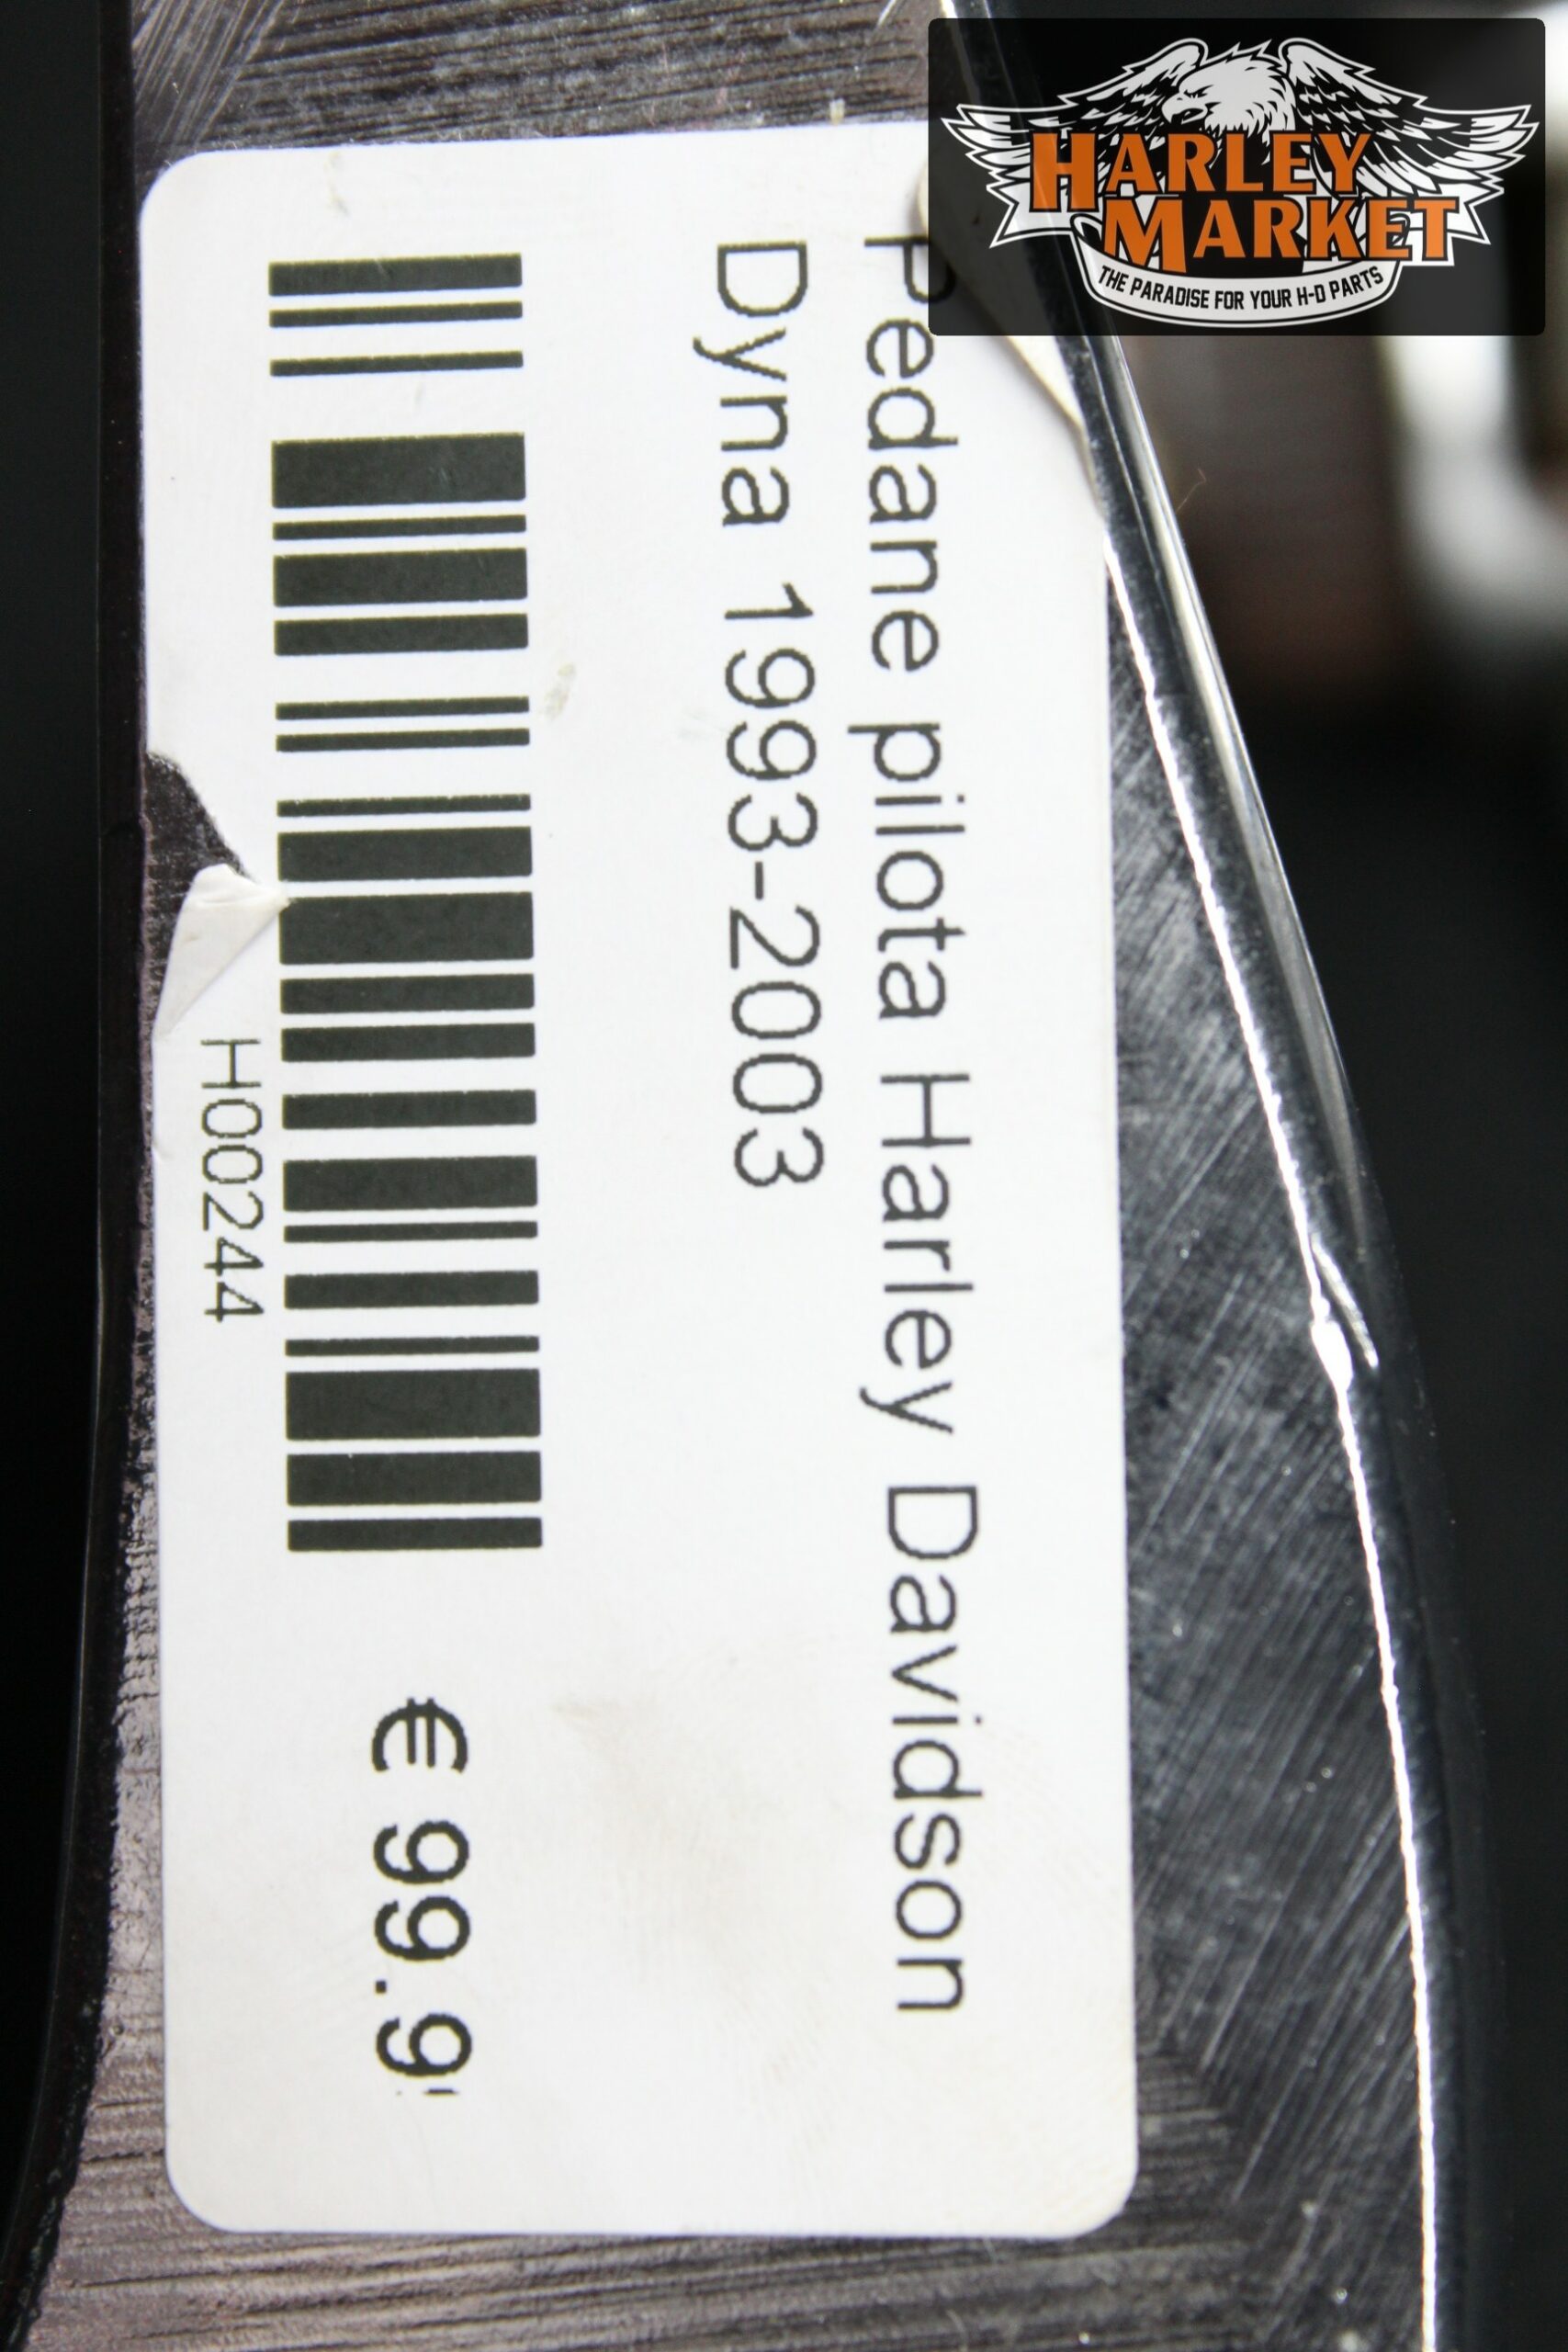 HARLEY
MARKET
THE PARADISE FOR YOUR H-D PARTS
Pedane pilota Harley Davidson
Dyna 1993-2003
H00244
€ 99.9